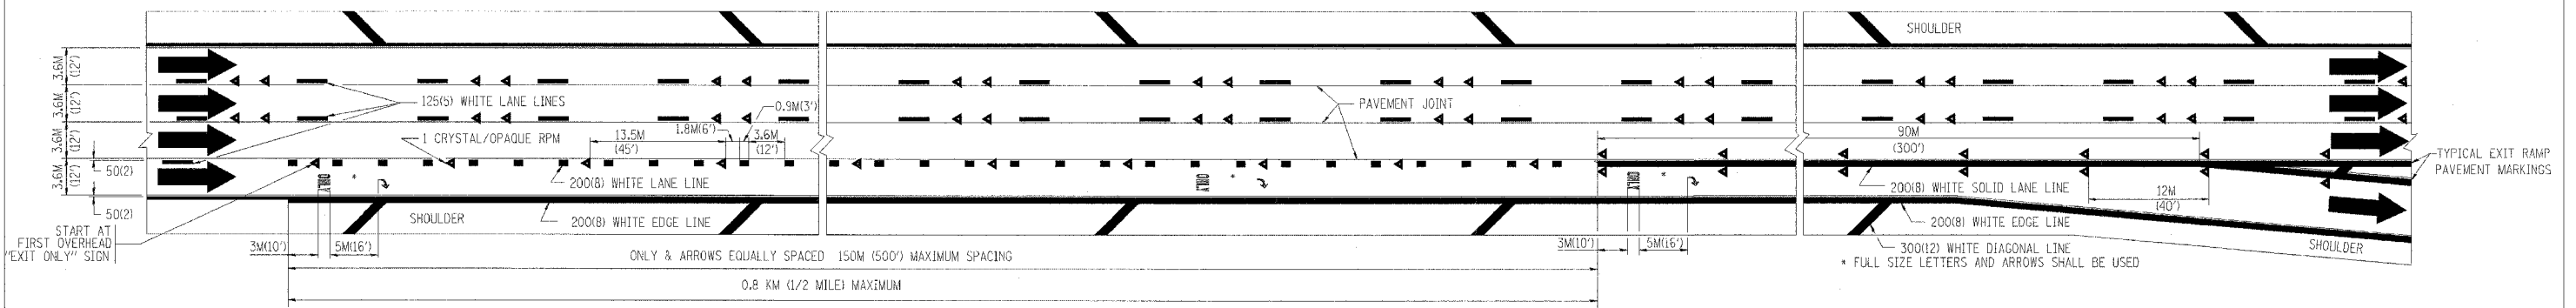 SHOULDER
3.6M
(12')
3.6M
(12')
3.6M
(12')
3.6M
(12')
50(2)
50(2)
125(5) WHITE LANE LINES
1 CRYSTAL/OPAQUE RPM
13.5M
(45')
1.8M(6')
0.9M(3')
3.6M
(12')
PAVEMENT JOINT
90M
(300')
TYPICAL EXIT RAMP
PAVEMENT MARKINGS
ONLY
*
200(8) WHITE LANE LINE
ONLY
*
ONLY
*
200(8) WHITE SOLID LANE LINE
12M
(40')
SHOULDER
200(8) WHITE EDGE LINE
200(8) WHITE EDGE LINE
START AT
FIRST OVERHEAD
"EXIT ONLY" SIGN
3M(10')
5M(16')
ONLY & ARROWS EQUALLY SPACED 150M (500') MAXIMUM SPACING
3M(10')
5M(16')
300(12) WHITE DIAGONAL LINE
SHOULDER
* FULL SIZE LETTERS AND ARROWS SHALL BE USED
0.8 KM (1/2 MILE) MAXIMUM